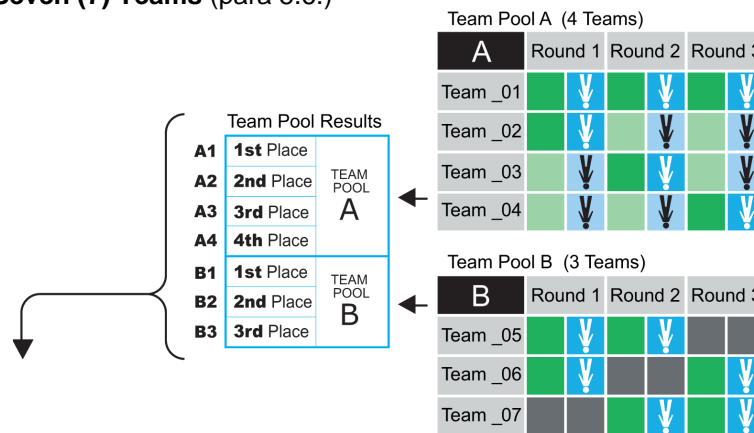 Teams (para
Team Pool A (4 Teams)
A Round 1 Round 2 Round 3
Team _01
Team _02
Team _03
Team _04
Team Pool Results
A1 1st Place
A2 2nd Place
A3 3rd Place
A4 4th Place
TEAM
POOL
A
B1 1st Place
B2 2nd Place
B3 3rd Place
TEAM
POOL
B
Team Pool B (3 Teams)
B Round 1 Round 2 Round 3
Team _05
Team _06
Team _07